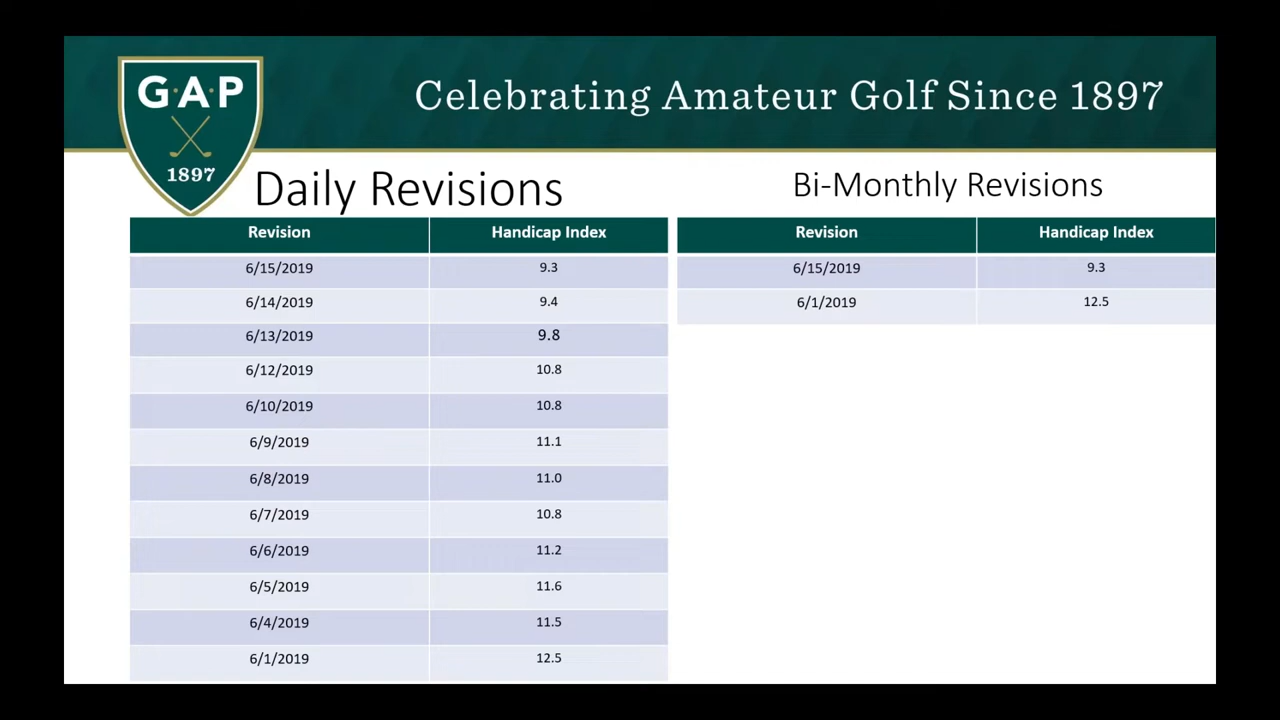 G·A·P
1897
Celebrating Amateur Golf Since 1897
Daily Revisions
Revision Handicap Index
6/15/2019 9.3
6/14/2019 9.4
6/13/2019 9.8
6/12/2019 10.8
6/10/2019 10.8
6/9/2019 11.1
6/8/2019 11.0
6/7/2019 10.8
6/6/2019 11.2
6/5/2019 11.6
6/4/2019 11.5
6/1/2019 12.5
Bi-Monthly Revisions
Revision Handicap Index
6/15/2019 9.3
6/1/2019 12.5